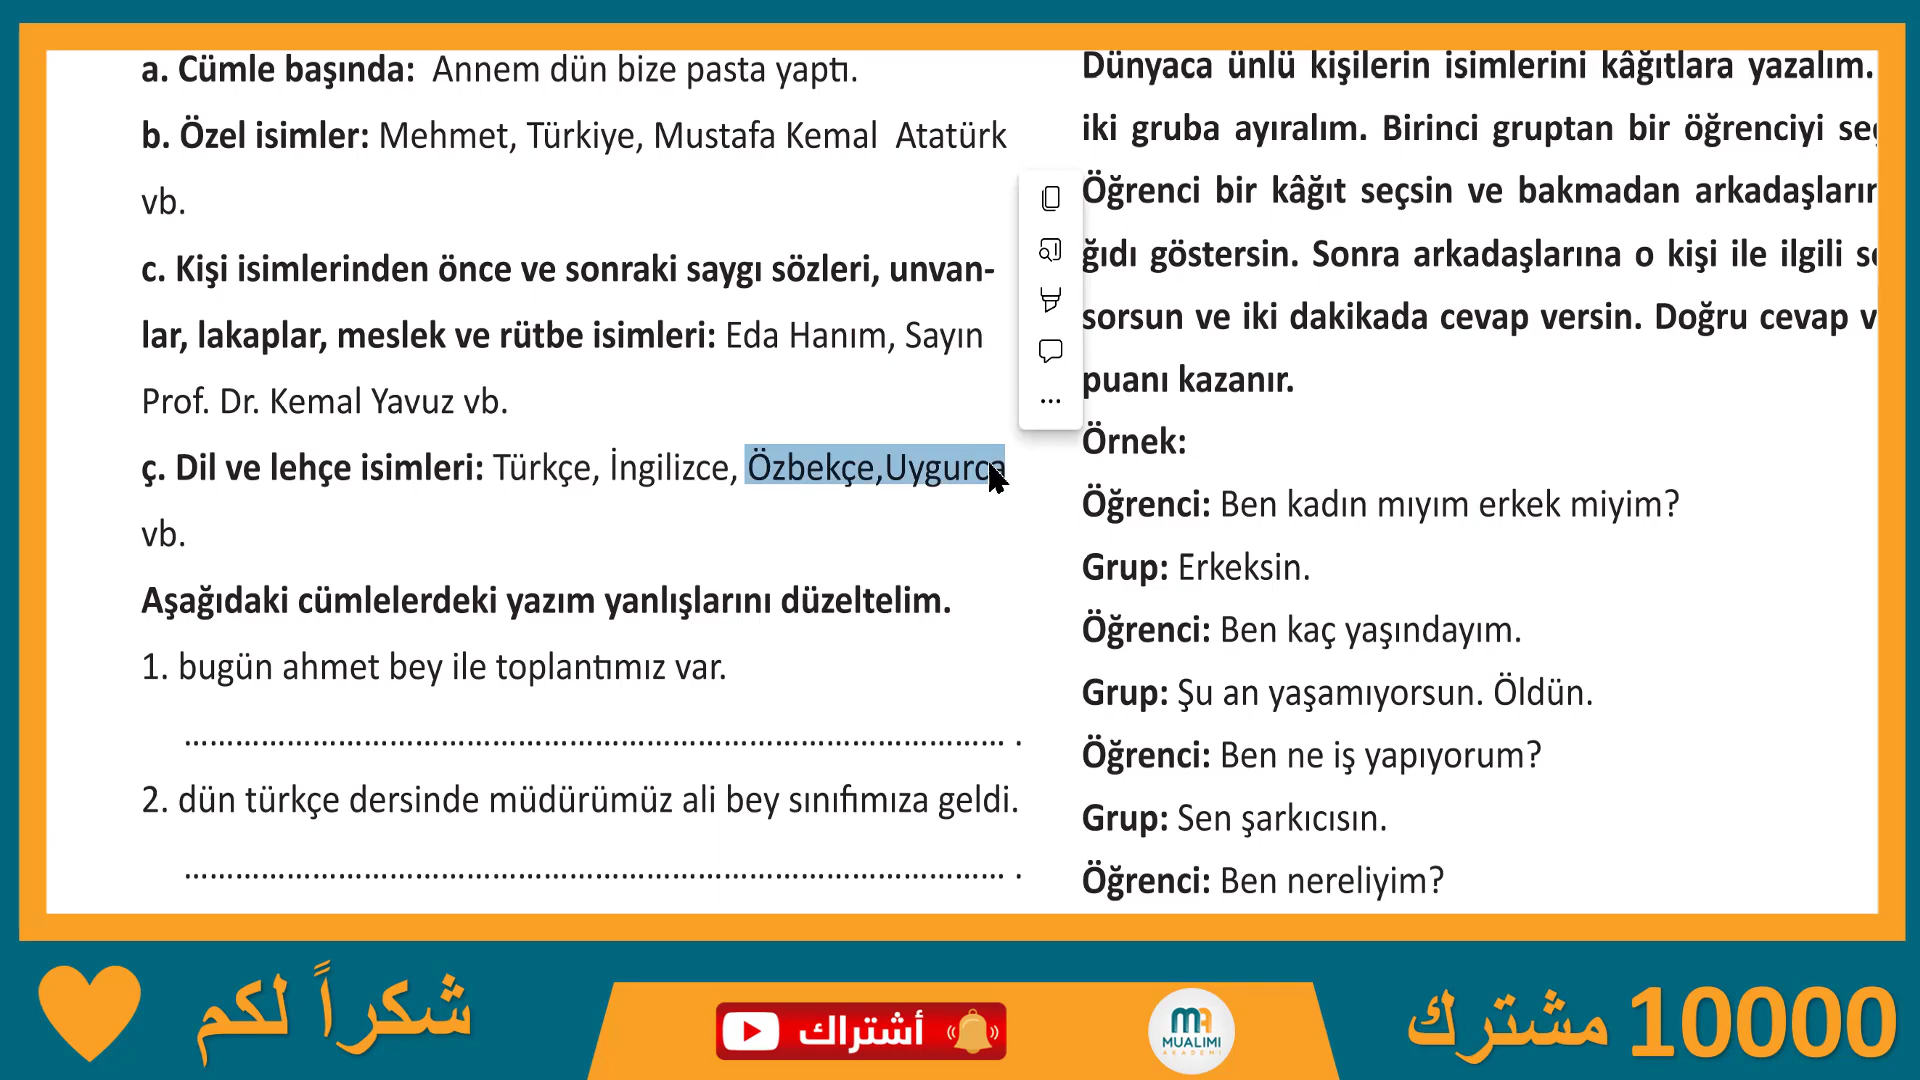 a. Cümle başında: Annem dün bize pasta yaptı.
b. Özel isimler: Mehmet, Türkiye, Mustafa Kemal Atatürk
vb.
c. Kişi isimlerinden önce ve sonraki saygı sözleri, unvan-
lar, lakaplar, meslek ve rütbe isimleri: Eda Hanım, Sayın
Prof. Dr. Kemal Yavuz vb.
ç. Dil ve lehçe isimleri: Türkçe, İngilizce, Özbekçe,Uygurca
vb.
Aşağıdaki cümlelerdeki yazım yanlışlarını düzeltelim.
1. bugün ahmet bey ile toplantımız var.
................................................................................................ .
2. dün türkçe dersinde müdürümüz ali bey sınıfımıza geldi.
................................................................................................ .
Dünyaca ünlü kişilerin isimlerini kâğıtlara yazalım.
iki gruba ayıralım. Birinci gruptan bir öğrenciyi
Öğrenci bir kâğıt seçsin ve bakmadan
ğıdı göstersin. Sonra arkadaşlarına o kişi ile ilgili
sorsun ve iki dakikada cevap versin. Doğru cevap
puanı kazanır.
Örnek:
Öğrenci: Ben kadın mıyım erkek miyim?
Grup: Erkeksin.
Öğrenci: Ben kaç yaşındayım.
Grup: Şu an yaşamıyorsun. Öldün.
Öğrenci: Ben ne iş yapıyorum?
Grup: Sen şarkıcısın.
Öğrenci: Ben nereliyim?
شكراً لكم
أشتراك
MUALIMI
AKADEMI
10000 مشترك